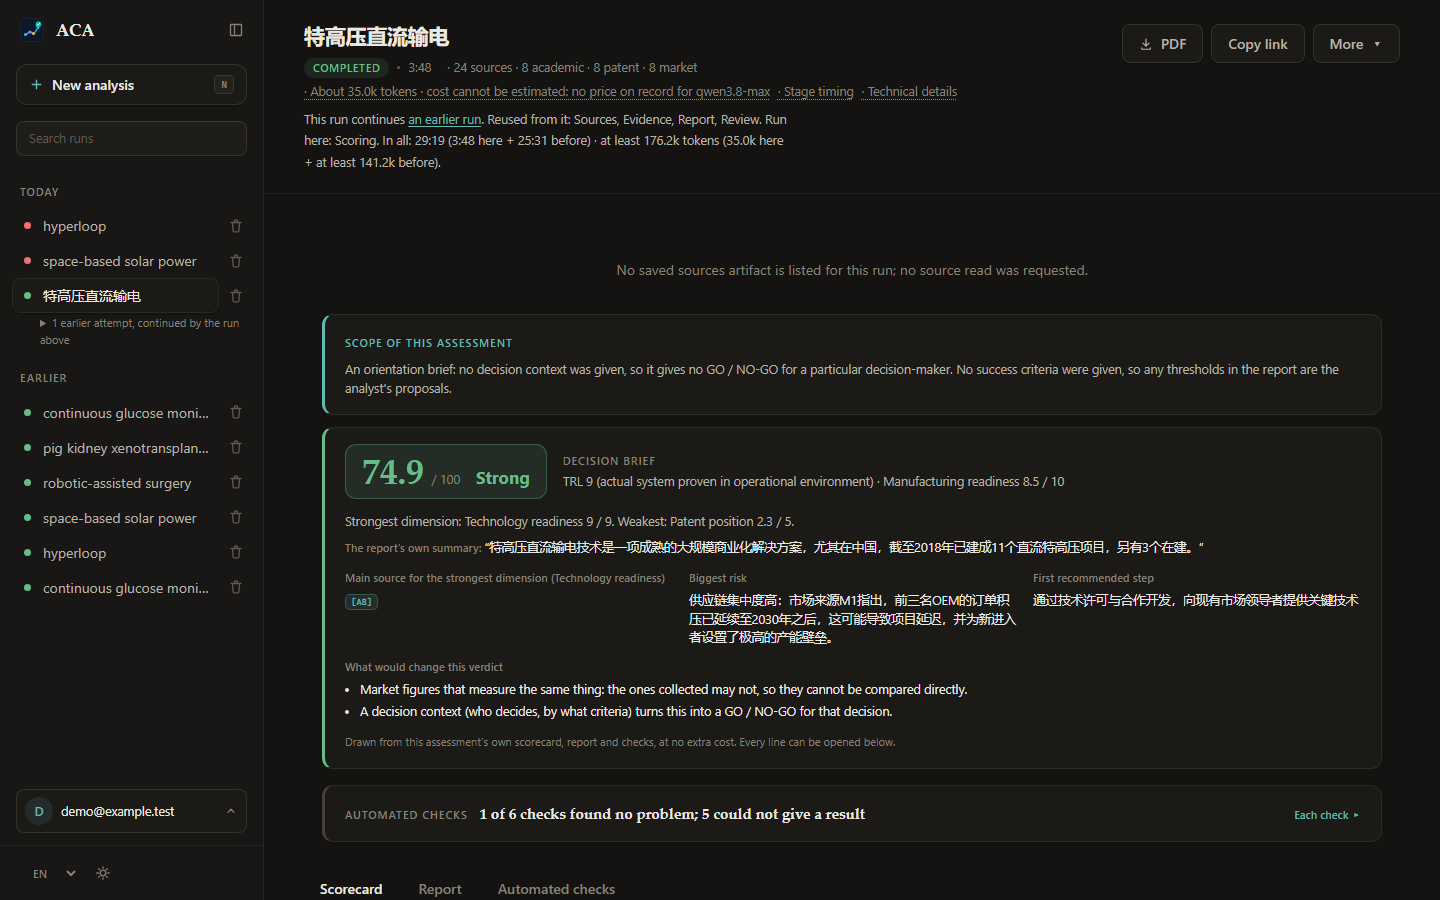 ACA
New analysis
N
Search runs
TODAY
hyperloop
space-based solar power
特高压直流输电
▶ 1 earlier attempt, continued by the run
above
EARLIER
continuous glucose moni...
pig kidney xenotransplan...
robotic-assisted surgery
space-based solar power
hyperloop
continuous glucose moni...
D
demo@example.test
EN
特高压直流输电
COMPLETED • 3:48 · 24 sources · 8 academic · 8 patent · 8 market
· About 35.0k tokens · cost cannot be estimated: no price on record for qwen3.8-max · Stage timing · Technical details
This run continues an earlier run. Reused from it: Sources, Evidence, Report, Review. Run
here: Scoring. In all: 29:19 (3:48 here + 25:31 before) · at least 176.2k tokens (35.0k here
+ at least 141.2k before).
PDF
Copy link
More ▼
No saved sources artifact is listed for this run; no source read was requested.
SCOPE OF THIS ASSESSMENT
An orientation brief: no decision context was given, so it gives no GO / NO-GO for a particular decision-maker. No success criteria were given, so any thresholds in the report are the
analyst's proposals.
74.9 / 100 Strong
DECISION BRIEF
TRL 9 (actual system proven in operational environment) · Manufacturing readiness 8.5 / 10
Strongest dimension: Technology readiness 9 / 9. Weakest: Patent position 2.3 / 5.
The report's own summary: “特高压直流输电技术是一项成熟的大规模商业化解决方案，尤其在中国，截至2018年已建成11个直流特高压项目，另有3个在建。”
Main source for the strongest dimension (Technology readiness)
[A8]
Biggest risk
供应链集中度高：市场来源M1指出，前三名OEM的订单积
压已延续至2030年之后，这可能导致项目延迟，并为新进入
者设置了极高的产能壁垒。
First recommended step
通过技术许可与合作开发，向现有市场领导者提供关键技术
What would change this verdict
• Market figures that measure the same thing: the ones collected may not, so they cannot be compared directly.
• A decision context (who decides, by what criteria) turns this into a GO / NO-GO for that decision.
Drawn from this assessment's own scorecard, report and checks, at no extra cost. Every line can be opened below.
AUTOMATED CHECKS 1 of 6 checks found no problem; 5 could not give a result
Each check ▸
Scorecard
Report
Automated checks